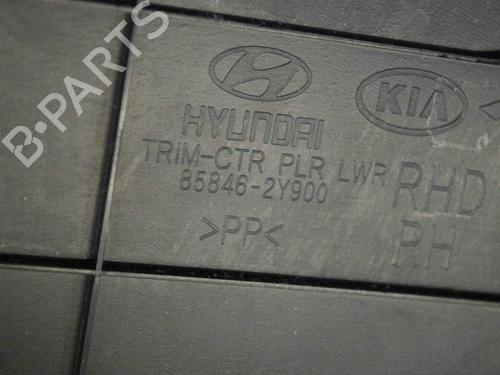 B-PARTS
HYUNDAI
KIA
TRIM-CTR PLR LWR
85846-2Y900
RHD
>PP<
RH